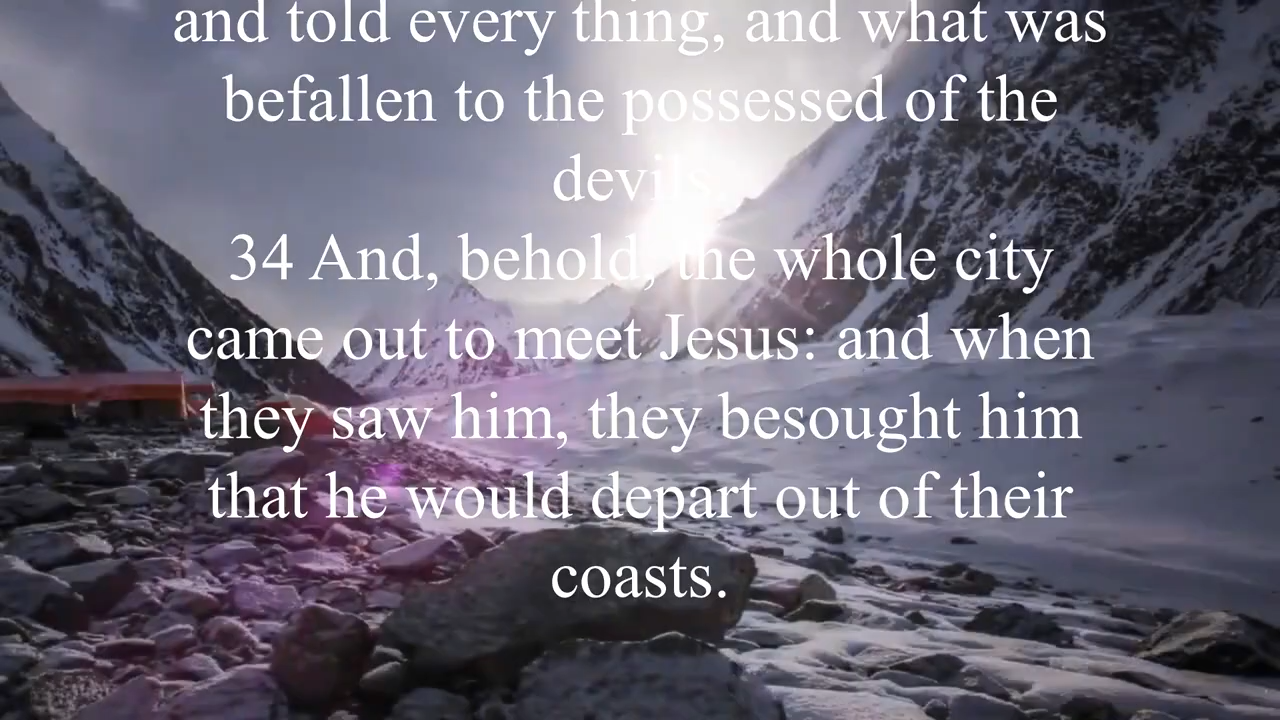 and told every thing, and what was
befallen to the possessed of the
devils.
34 And, behold, the whole city
came out to meet Jesus: and when
they saw him, they besought him
that he would depart out of their
coasts.